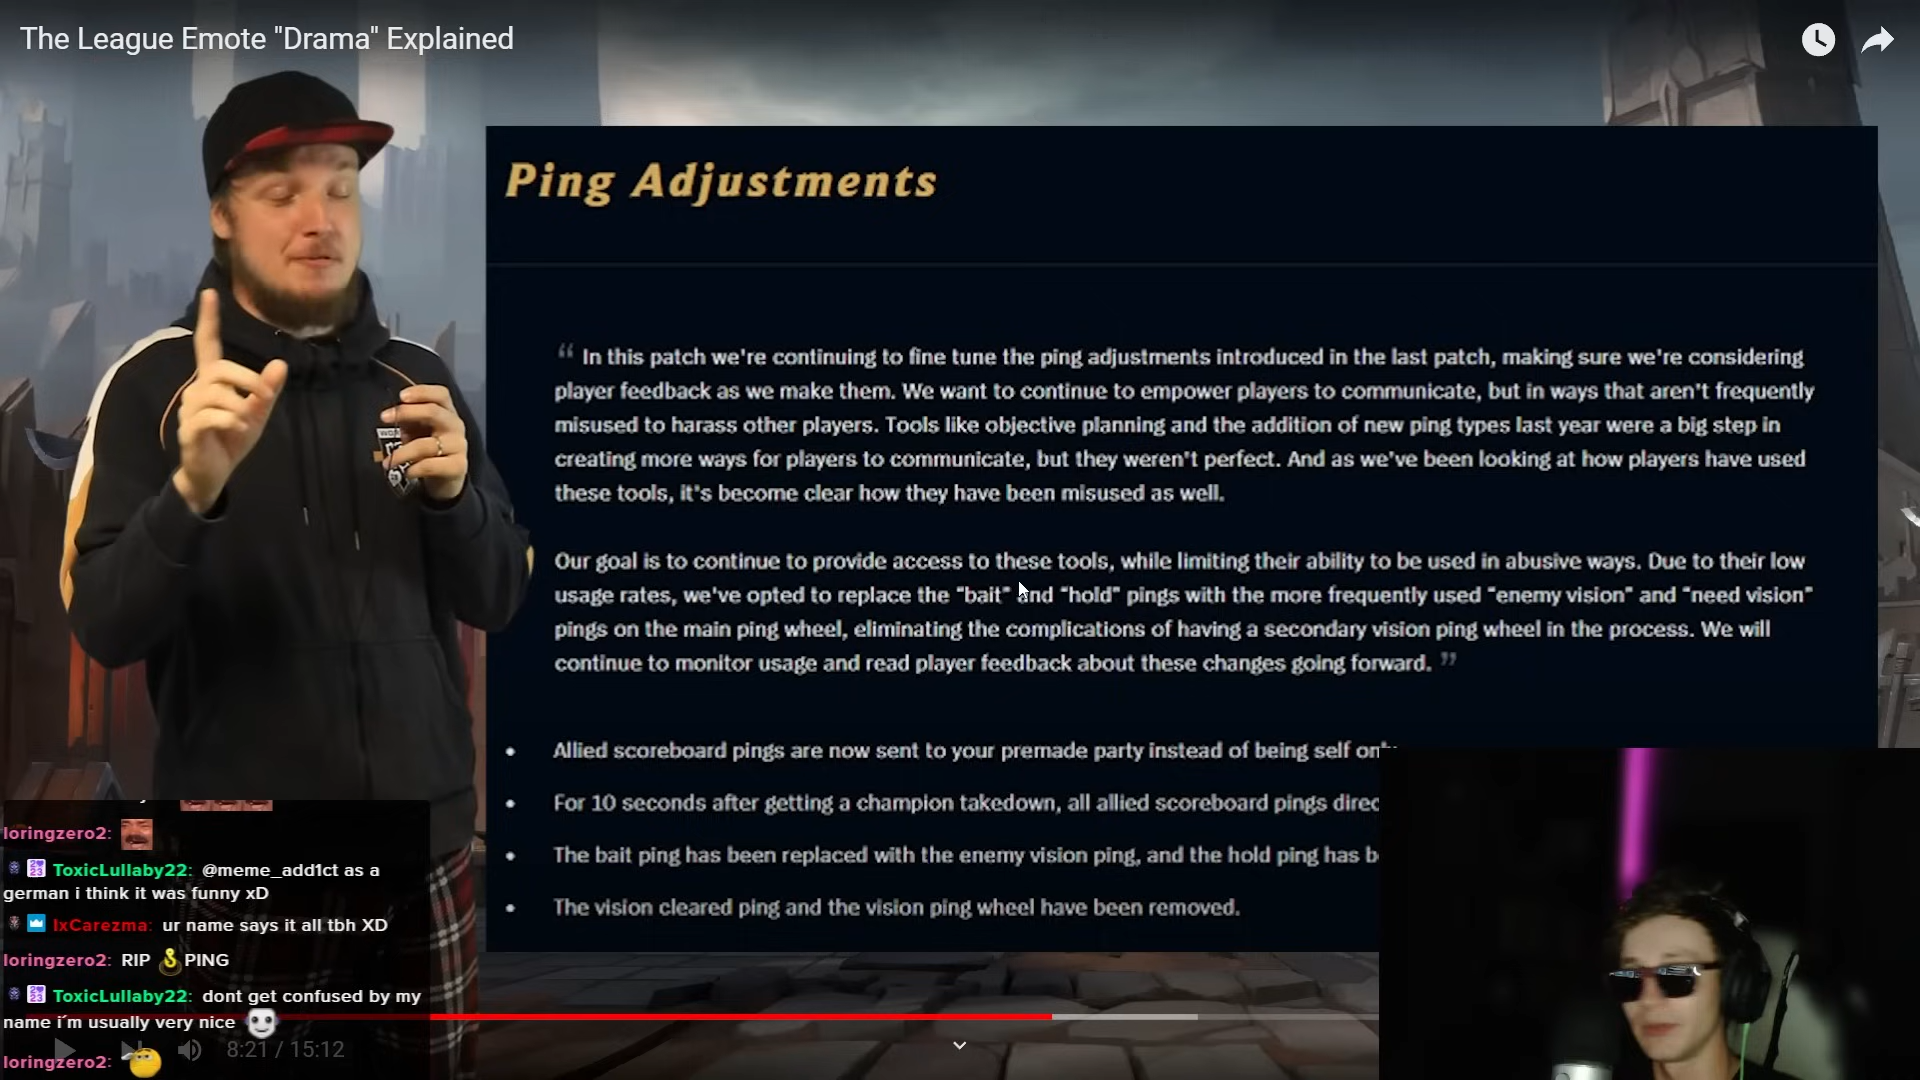 The League Emote "Drama" Explained
Ping Adjustments
“ In this patch we're continuing to fine tune the ping adjustments introduced in the last patch, making sure we're considering
player feedback as we make them. We want to continue to empower players to communicate, but in ways that aren't frequently
misused to harass other players. Tools like objective planning and the addition of new ping types last year were a big step in
creating more ways for players to communicate, but they weren't perfect. And as we've been looking at how players have used
these tools, it's become clear how they have been misused as well.
Our goal is to continue to provide access to these tools, while limiting their ability to be used in abusive ways. Due to their low
usage rates, we've opted to replace the "bait" and "hold" pings with the more frequently used "enemy vision" and "need vision"
pings on the main ping wheel, eliminating the complications of having a secondary vision ping wheel in the process. We will
continue to monitor usage and read player feedback about these changes going forward. ”
• Allied scoreboard pings are now sent to your premade party instead of being self
• For 10 seconds after getting a champion takedown, all allied scoreboard pings
• The bait ping has been replaced with the enemy vision ping, and the hold ping has
• The vision cleared ping and the vision ping wheel have been removed.
loringzero2:
ToxicLullaby22: @meme_add1ct as a
german i think it was funny xD
IxCarezma: ur name says it all tbh XD
loringzero2: RIP PING
ToxicLullaby22: dont get confused by my
name i´m usually very nice
loringzero2:
8:21 / 15:12